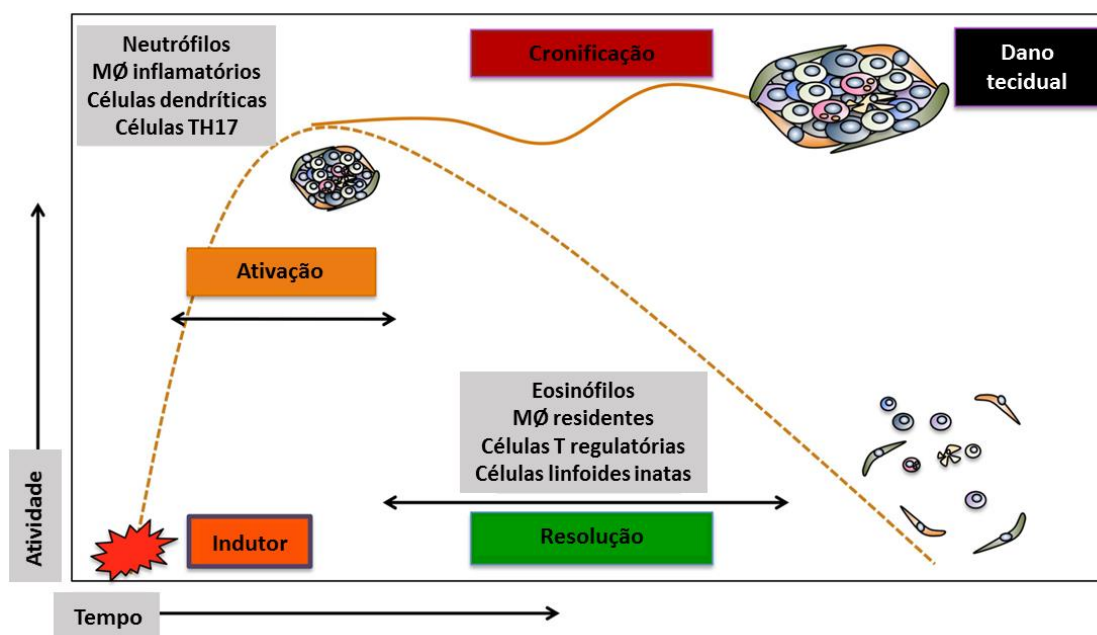 Neutrófilos
MØ inflamatórios
Células dendríticas
Células TH17
Cronificação
Dano
tecidual
Ativação
Eosinófilos
MØ residentes
Células T regulatórias
Células linfoides inatas
Atividade
Indutor
Resolução
Tempo